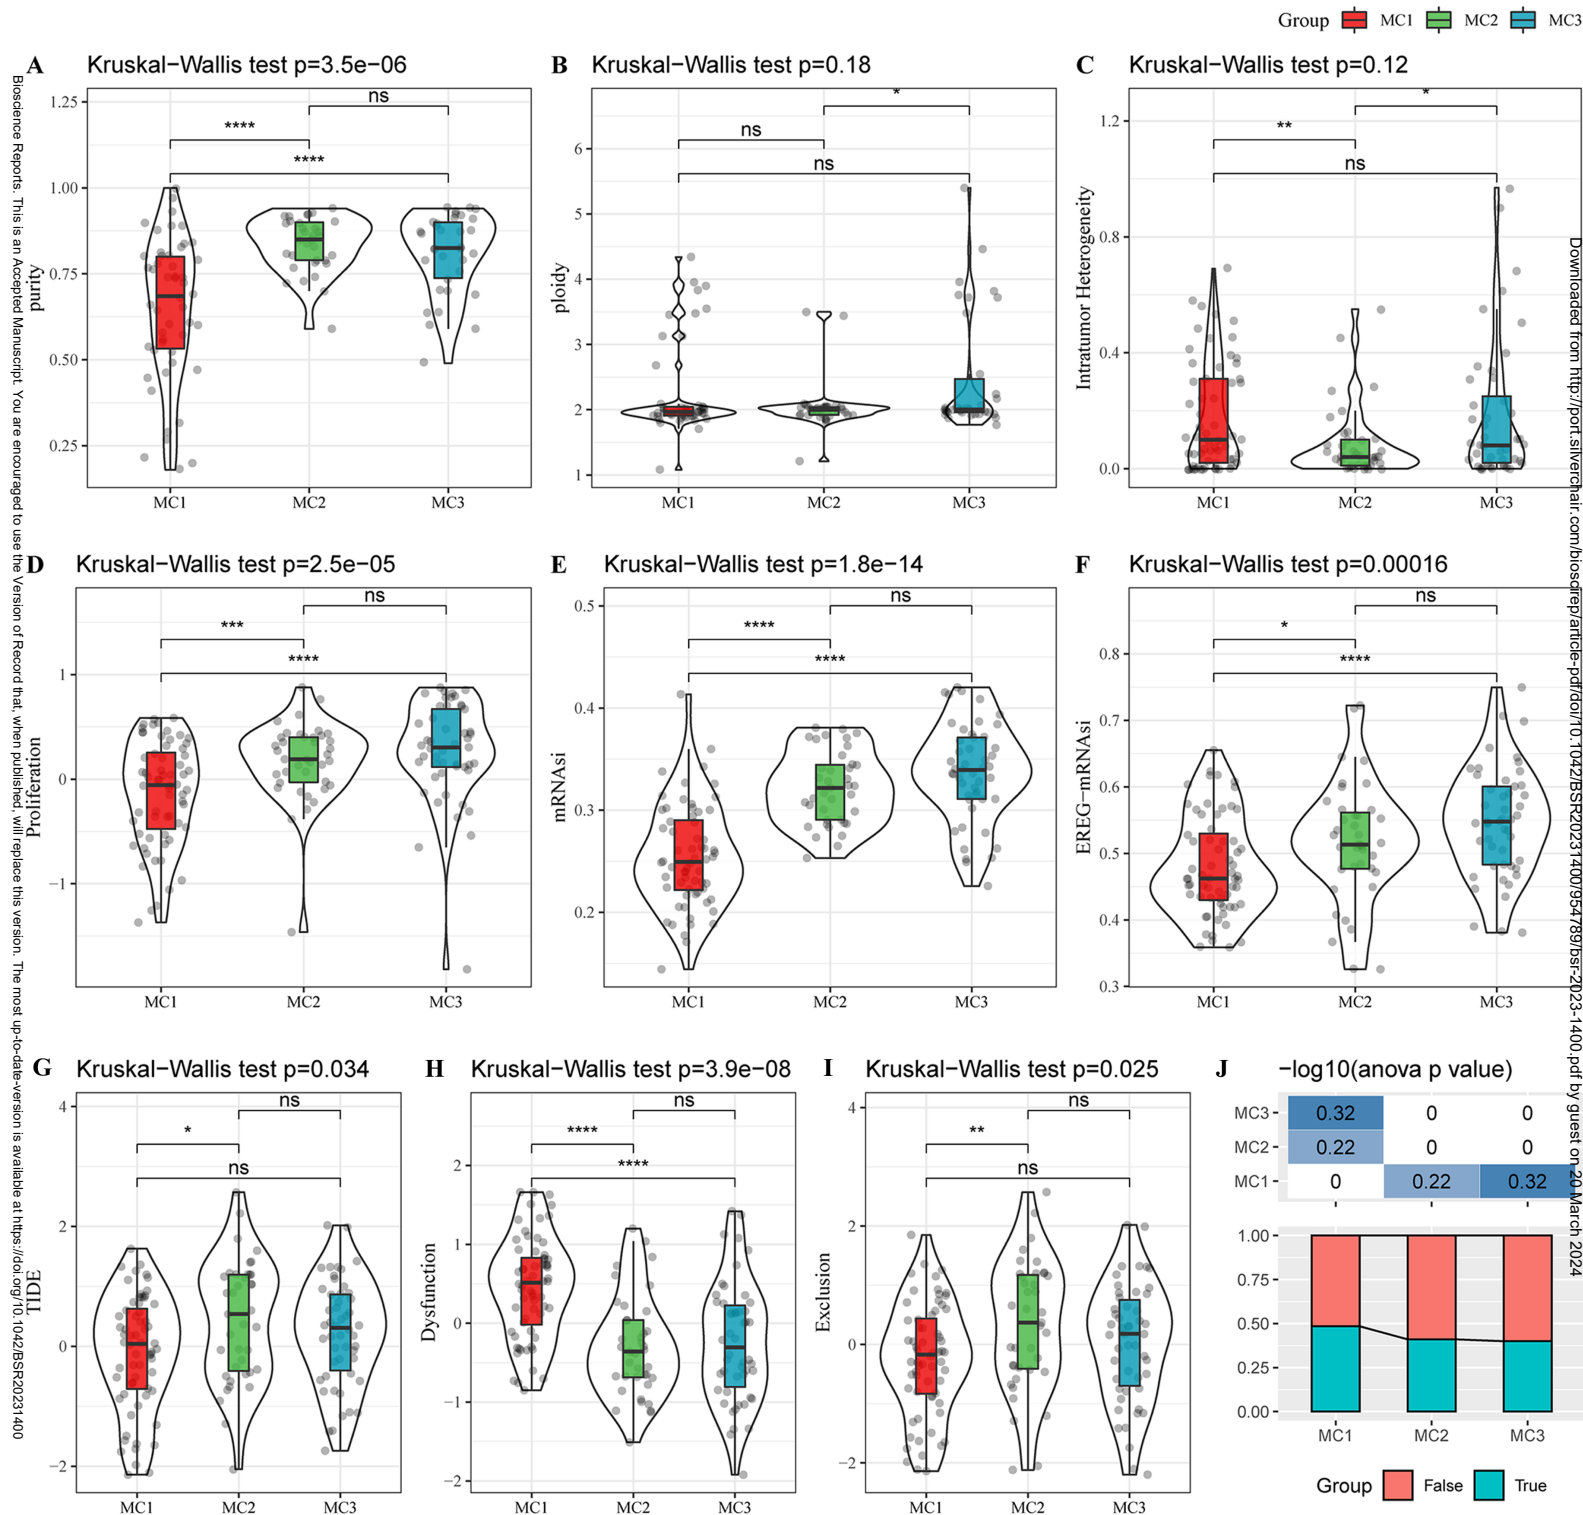 Group MC1 MC2 MC3
A Kruskal−Wallis test p=3.5e−06
1.25
1.00
0.75
0.50
0.25
purity
ns
****
****
MC1 MC2 MC3
B Kruskal−Wallis test p=0.18
6
5
4
3
2
1
ploidy
*
ns
ns
MC1 MC2 MC3
C Kruskal−Wallis test p=0.12
1.2
0.8
0.4
0.0
Intratumor Heterogeneity
*
**
ns
MC1 MC2 MC3
D Kruskal−Wallis test p=2.5e−05
1
0
−1
Proliferation
ns
***
****
MC1 MC2 MC3
E Kruskal−Wallis test p=1.8e−14
0.5
0.4
0.3
0.2
mRNAsi
ns
****
****
MC1 MC2 MC3
F Kruskal−Wallis test p=0.00016
0.8
0.7
0.6
0.5
0.4
0.3
EREG−mRNAsi
ns
*
****
MC1 MC2 MC3
G Kruskal−Wallis test p=0.034
4
2
0
−2
TIDE
ns
*
ns
MC1 MC2 MC3
H Kruskal−Wallis test p=3.9e−08
2
1
0
−1
−2
Dysfunction
ns
****
****
MC1 MC2 MC3
I Kruskal−Wallis test p=0.025
4
2
0
−2
Exclusion
ns
**
ns
MC1 MC2 MC3
J −log10(anova p value)
MC3 0.32 0 0
MC2 0.22 0 0
MC1 0 0.22 0.32
1.00
0.75
0.50
0.25
0.00
MC1 MC2 MC3
Group False True
Bioscience Reports. This is an Accepted Manuscript. You are encouraged to use the Version of Record that, when published, will replace this version. The most up-to-date-version is available at https://doi.org/10.1042/BSR20231400
Downloaded from http://port.silverchair.com/bioscirep/article-pdf/doi/10.1042/BSR20231400/954789/bsr-2023-1400.pdf by guest on 20 March 2024